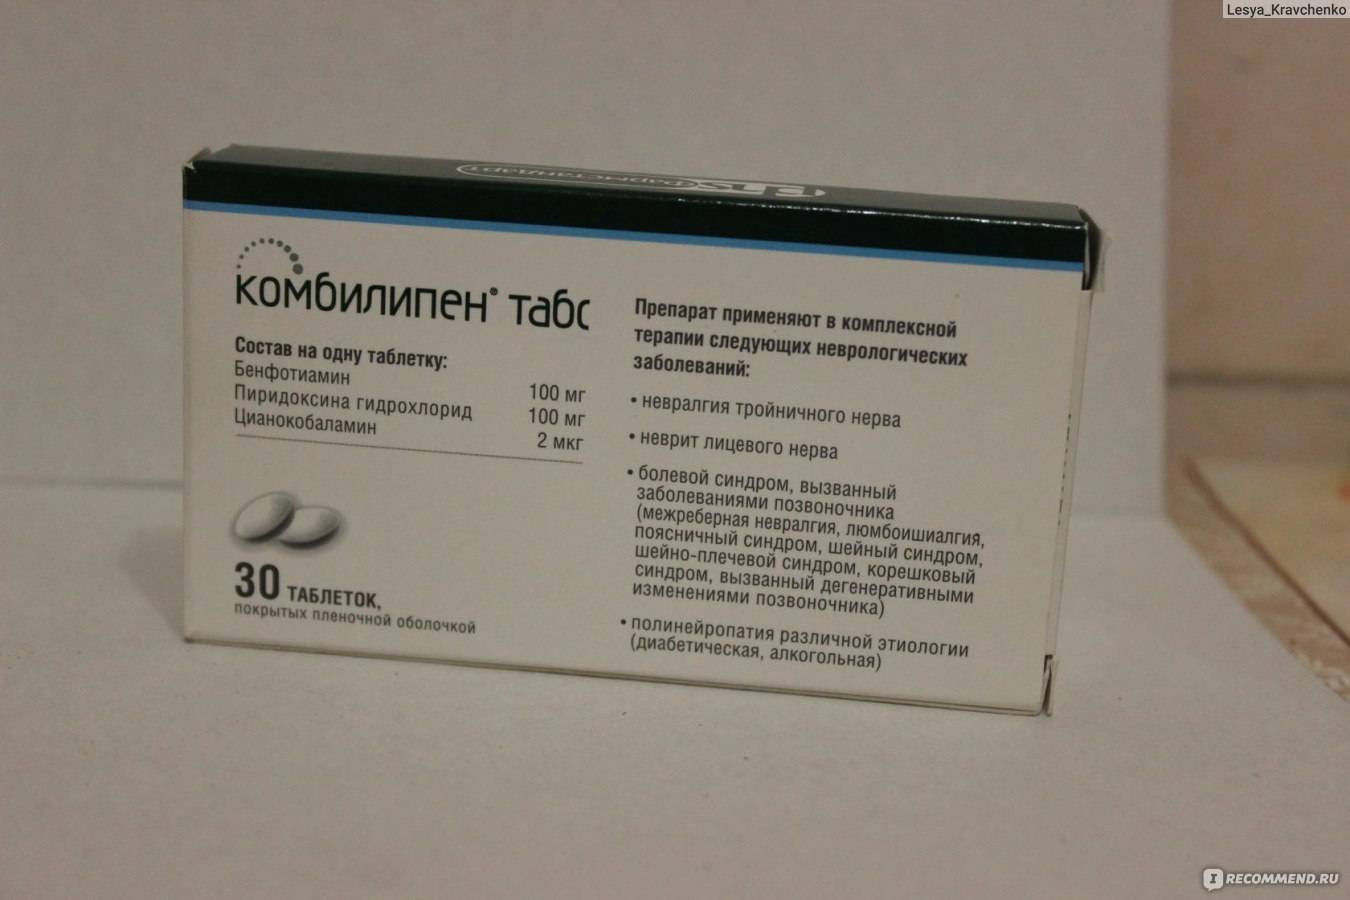 Lesya_Kravchenko
Фармстандарт
комбилипен® табс
Состав на одну таблетку:
Бенфотиамин 100 мг
Пиридоксина гидрохлорид 100 мг
Цианокобаламин 2 мкг
30 ТАБЛЕТОК,
покрытых пленочной оболочкой
Препарат применяют в комплексной
терапии следующих неврологических
заболеваний:
• невралгия тройничного нерва
• неврит лицевого нерва
• болевой синдром, вызванный
заболеваниями позвоночника
(межреберная невралгия, люмбоишиалгия,
поясничный синдром, шейный синдром,
шейно-плечевой синдром, корешковый
синдром, вызванный дегенеративными
изменениями позвоночника)
• полинейропатия различной этиологии
(диабетическая, алкогольная)
IRECOMMEND.RU